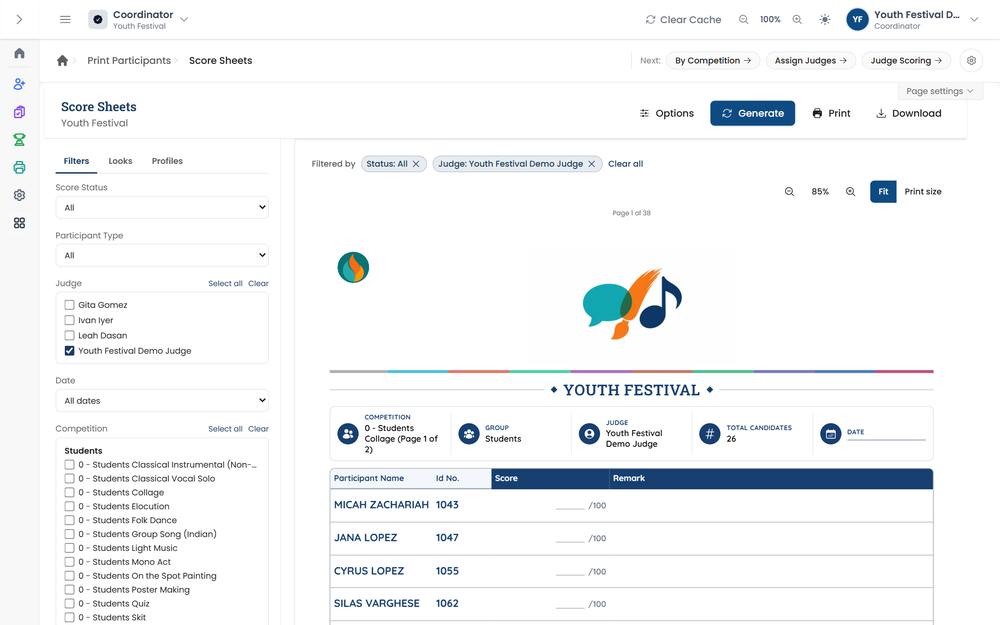 Coordinator
Youth Festival
Clear Cache
100%
YF
Youth Festival D...
Coordinator
Print Participants
Score Sheets
Next:
By Competition →
Assign Judges →
Judge Scoring →
Page settings
Score Sheets
Youth Festival
Options
Generate
Print
Download
Filters
Looks
Profiles
Score Status
All
Participant Type
All
Judge
Select all
Clear
Gita Gomez
Ivan Iyer
Leah Dasan
Youth Festival Demo Judge
Date
All dates
Competition
Select all
Clear
Students
0 - Students Classical Instrumental (Non-...
0 - Students Classical Vocal Solo
0 - Students Collage
0 - Students Elocution
0 - Students Folk Dance
0 - Students Group Song (Indian)
0 - Students Light Music
0 - Students Mono Act
0 - Students On the Spot Painting
0 - Students Poster Making
0 - Students Quiz
0 - Students Skit
Filtered by
Status: All
Judge: Youth Festival Demo Judge
Clear all
85%
Fit
Print size
Page 1 of 38
YOUTH FESTIVAL
COMPETITION
0 - Students
Collage (Page 1 of
2)
GROUP
Students
JUDGE
Youth Festival
Demo Judge
TOTAL CANDIDATES
26
DATE
Participant Name
Id No.
Score
Remark
MICAH ZACHARIAH 1043 /100
JANA LOPEZ 1047 /100
CYRUS LOPEZ 1055 /100
SILAS VARGHESE 1062 /100